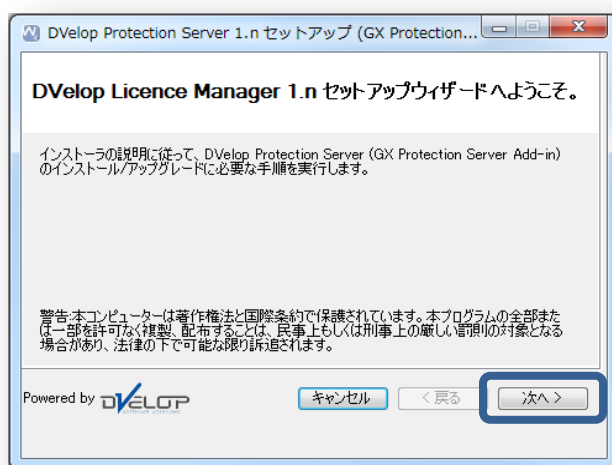 DVelop Protection Server 1.n セットアップ (GX Protection...
DVelop Licence Manager 1.n セットアップウィザードへようこそ。
インストーラの説明に従って、DVelop Protection Server (GX Protection Server Add-in)
のインストール/アップグレードに必要な手順を実行します。
警告:本コンピューターは著作権法と国際条約で保護されています。本プログラムの全部また
は一部を許可なく複製、配布することは、民事上もしくは刑事上の厳しい罰則の対象となる
場合があり、法律の下で可能な限り訴追されます。
Powered by DVELOP
キャンセル
< 戻る
次へ >